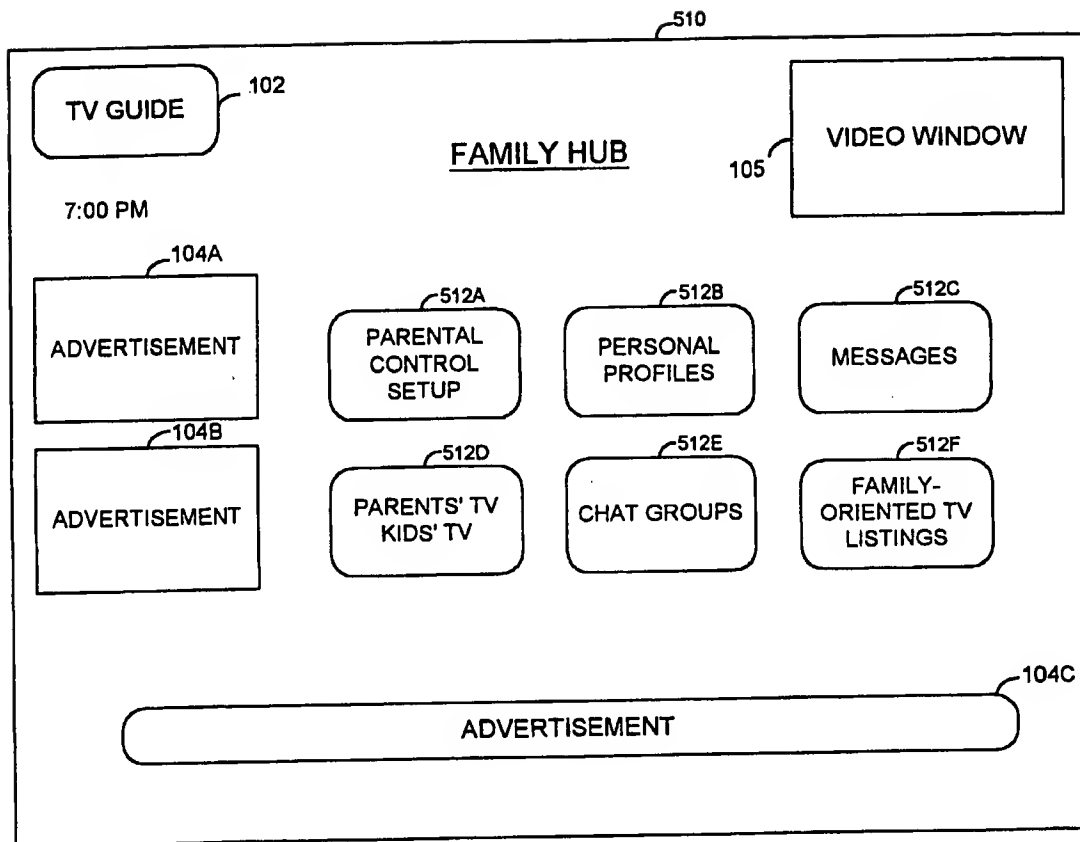 510
TV GUIDE
102
FAMILY HUB
VIDEO WINDOW
105
7:00 PM
104A
ADVERTISEMENT
512A
PARENTAL
CONTROL
SETUP
512B
PERSONAL
PROFILES
512C
MESSAGES
104B
ADVERTISEMENT
512D
PARENTS' TV
KIDS' TV
512E
CHAT GROUPS
512F
FAMILY-
ORIENTED TV
LISTINGS
104C
ADVERTISEMENT